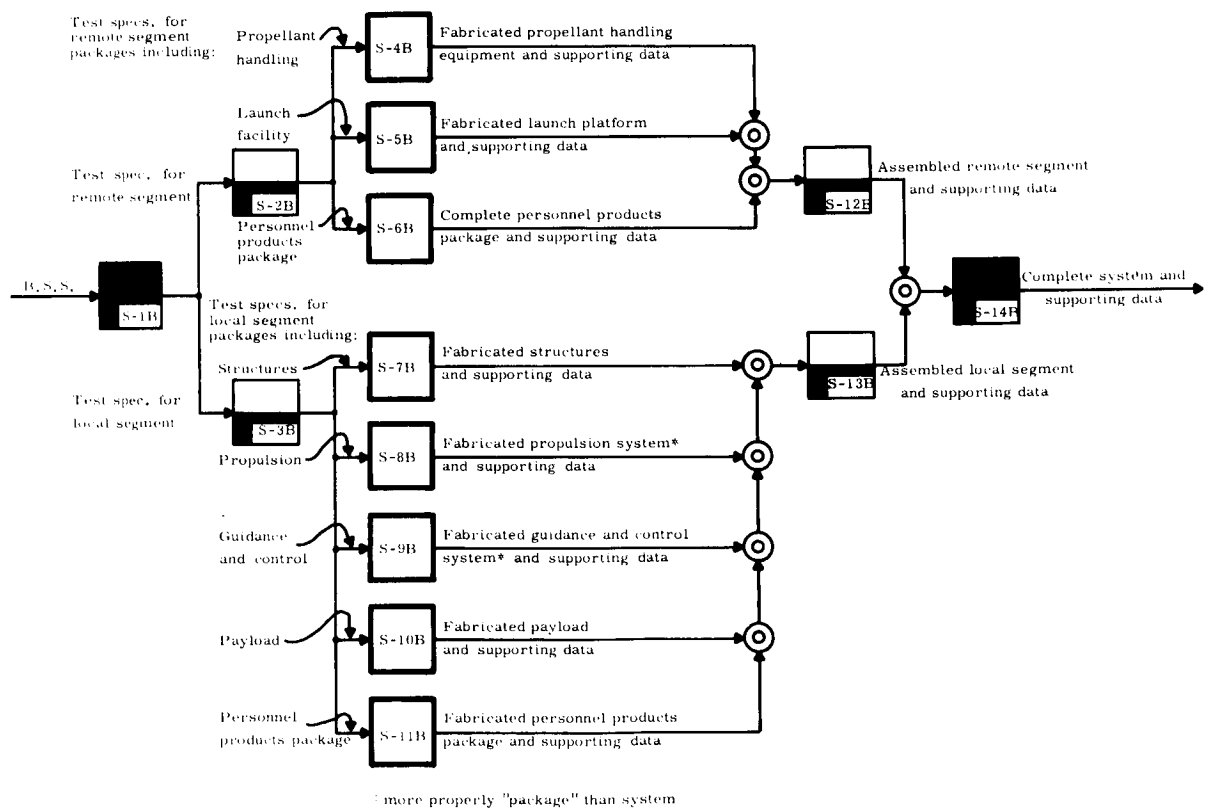 Test specs, for
remote segment
packages including:
Propellant
handling
S-4B
Fabricated propellant handling
equipment and supporting data
Launch
facility
S-5B
Fabricated launch platform
and supporting data
Test spec. for
remote segment
S-2B
Personnel
products
package
S-6B
Complete personnel products
package and supporting data
S-12B
Assembled remote segment
and supporting data
B.S.S.
S-1B
S-14B
Complete system and
supporting data
Test specs. for
local segment
packages including:
Structures
S-7B
Fabricated structures
and supporting data
S-13B
Assembled local segment
and supporting data
Test spec. for
local segment
S-3B
Propulsion
S-8B
Fabricated propulsion system*
and supporting data
Guidance
and control
S-9B
Fabricated guidance and control
system* and supporting data
Payload
S-10B
Fabricated payload
and supporting data
Personnel
products package
S-11B
Fabricated personnel products
package and supporting data
more properly "package" than system